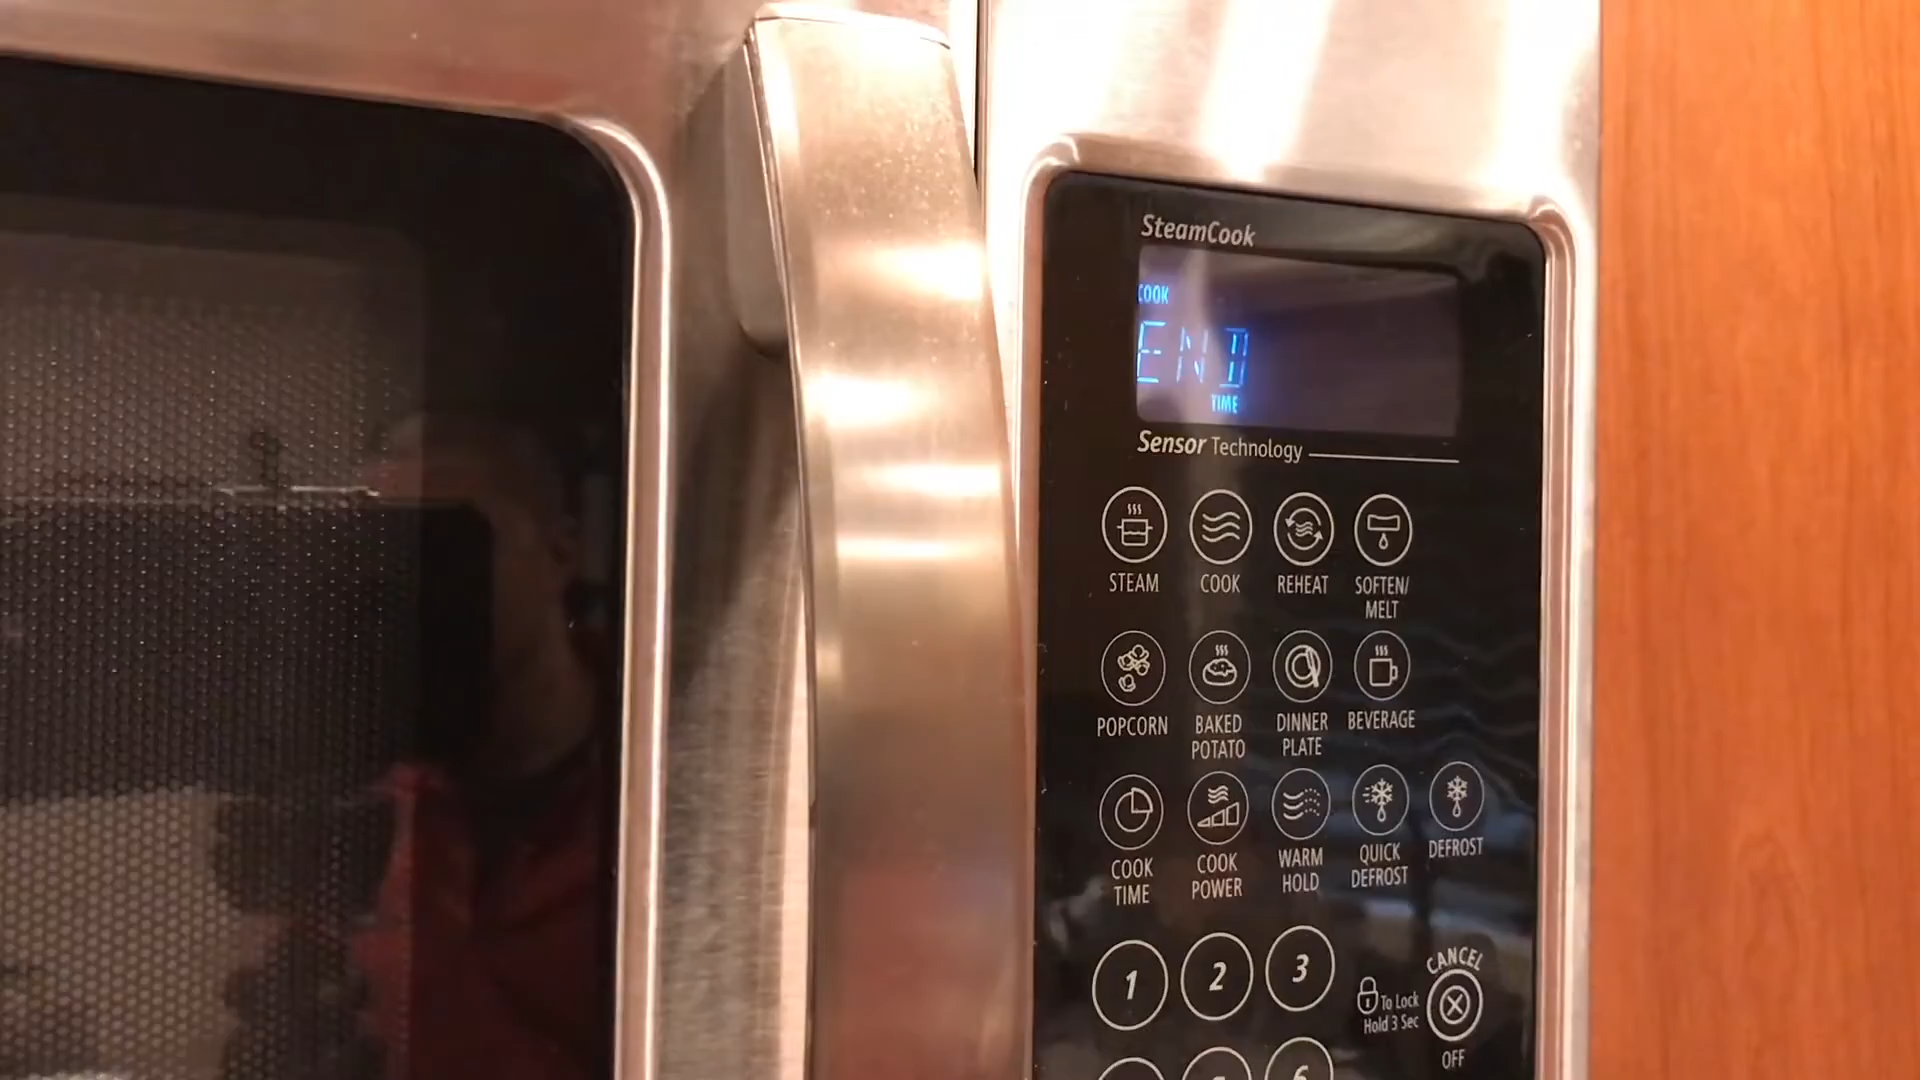 SteamCook
COOK
END
TIME
Sensor Technology
STEAM
COOK
REHEAT
SOFTEN/
MELT
POPCORN
BAKED
POTATO
DINNER
PLATE
BEVERAGE
COOK
TIME
COOK
POWER
WARM
HOLD
QUICK
DEFROST
DEFROST
1
2
3
To Lock
Hold 3 Sec
CANCEL
OFF
6